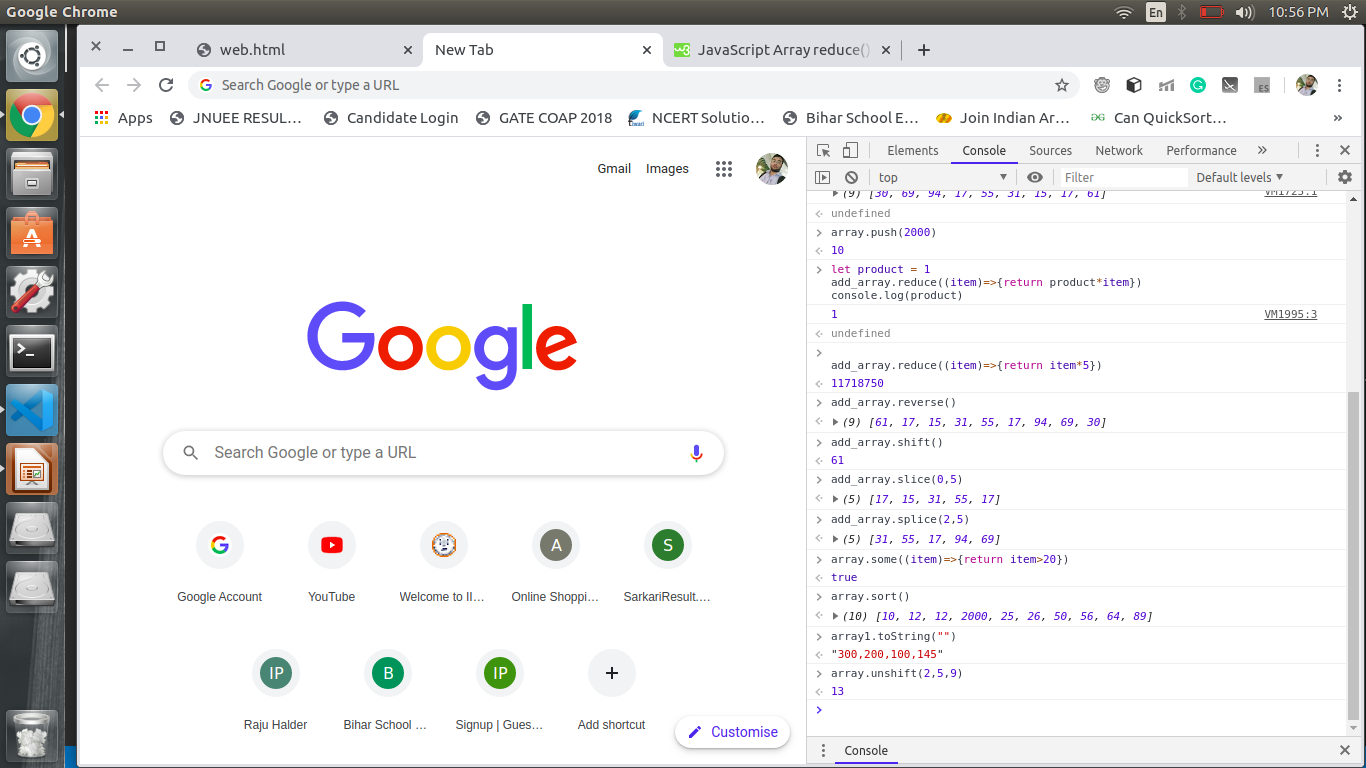 Google Chrome
En
10:56 PM
web.html
New Tab
JavaScript Array reduce()
Search Google or type a URL
ES
Apps
JNUEE RESUL…
Candidate Login
GATE COAP 2018
NCERT Solutio…
Bihar School E…
Join Indian Ar…
Can QuickSort…
»
Gmail
Images
Google
Search Google or type a URL
Google Account
YouTube
Welcome to II…
A
Online Shoppi…
S
SarkariResult.…
IP
Raju Halder
B
Bihar School …
IP
Signup | Gues…
Add shortcut
Customise
Elements
Console
Sources
Network
Performance
»
top
Filter
Default levels
(9) [30, 69, 94, 17, 55, 31, 15, 17, 61]
VM1725:1
undefined
array.push(2000)
10
let product = 1
add_array.reduce((item)=>{return product*item})
console.log(product)
1
VM1995:3
undefined
add_array.reduce((item)=>{return item*5})
11718750
add_array.reverse()
(9) [61, 17, 15, 31, 55, 17, 94, 69, 30]
add_array.shift()
61
add_array.slice(0,5)
(5) [17, 15, 31, 55, 17]
add_array.splice(2,5)
(5) [31, 55, 17, 94, 69]
array.some((item)=>{return item>20})
true
array.sort()
(10) [10, 12, 12, 2000, 25, 26, 50, 56, 64, 89]
array1.toString("")
"300,200,100,145"
array.unshift(2,5,9)
13
Console